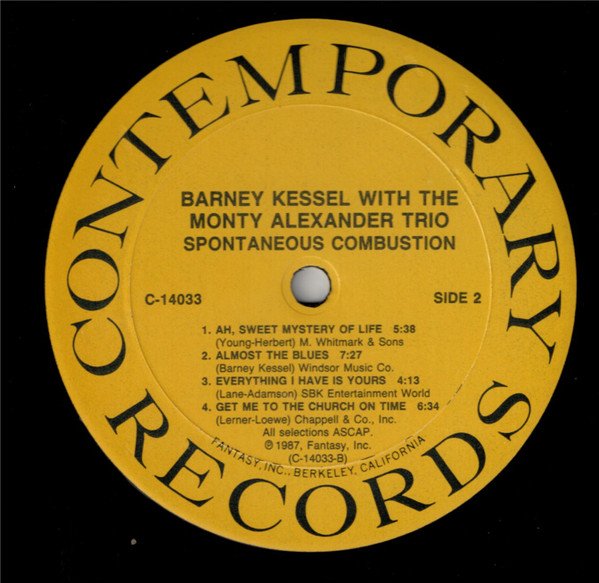 CONTEMPORARY RECORDS
BARNEY KESSEL WITH THE
MONTY ALEXANDER TRIO
SPONTANEOUS COMBUSTION
C-14033
SIDE 2
1. AH, SWEET MYSTERY OF LIFE 5:38
(Young-Herbert) M. Whitmark & Sons
2. ALMOST THE BLUES 7:27
(Barney Kessel) Windsor Music Co.
3. EVERYTHING I HAVE IS YOURS 4:13
(Lane-Adamson) SBK Entertainment World
4. GET ME TO THE CHURCH ON TIME 6:34
(Lerner-Loewe) Chappell & Co., Inc.
All selections ASCAP.
℗ 1987, Fantasy, Inc.
(C-14033-B)
FANTASY, INC., BERKELEY, CALIFORNIA